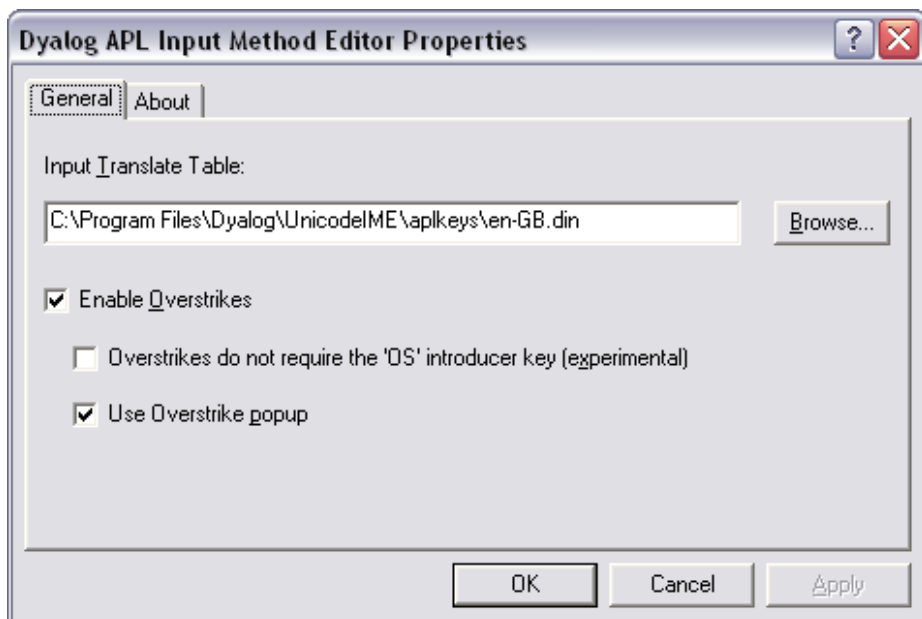 Dyalog APL Input Method Editor Properties
General About
Input Translate Table:
C:\Program Files\Dyalog\UnicodeIME\aplkeys\en-GB.din Browse...
Enable Overstrikes
Overstrikes do not require the 'OS' introducer key (experimental)
Use Overstrike popup
OK Cancel Apply